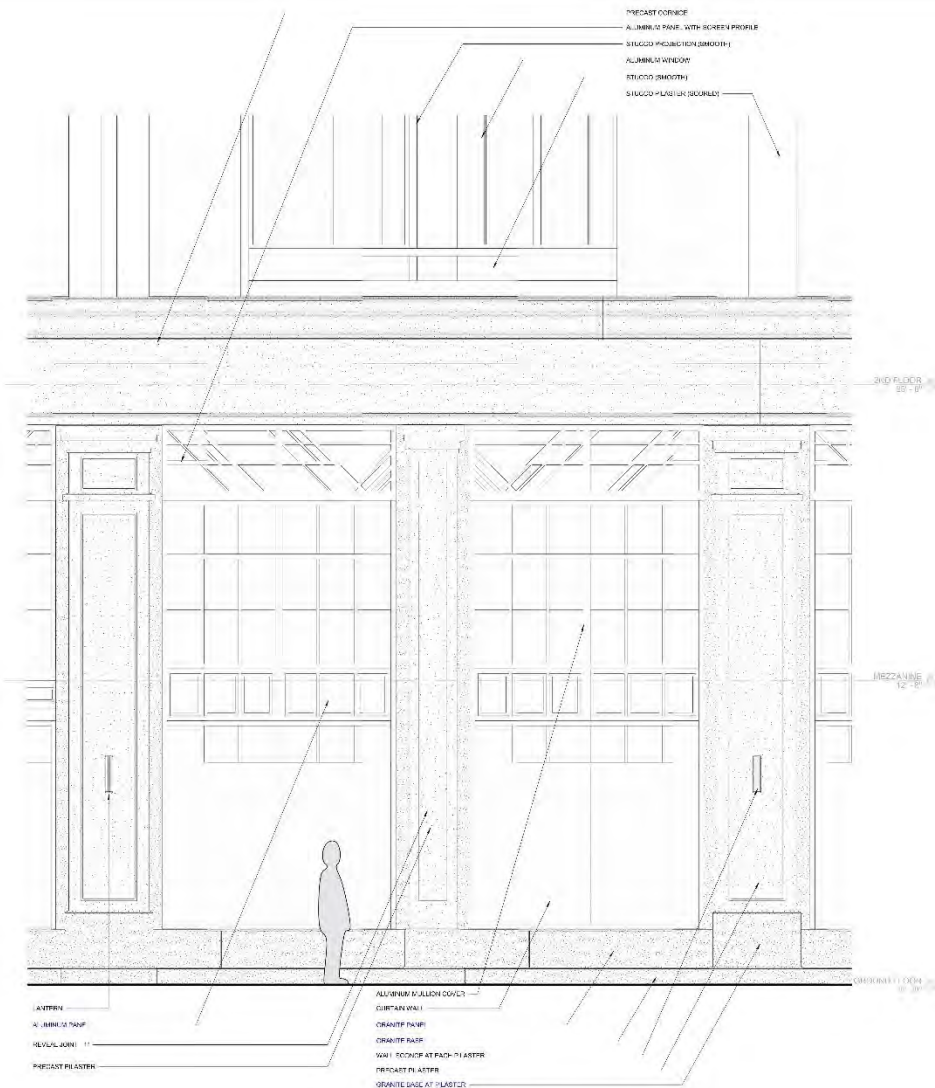 PRECAST CORNICE
ALUMINUM PANEL WITH SCREEN PROFILE
STUCCO PROJECTION (SMOOTH)
ALUMINUM WINDOW
STUCCO (SMOOTH)
STUCCO PILASTER (SCORED)
2ND FLOOR
MEZZANINE
GROUND FLOOR
LANTERN
ALUMINUM PANEL
REVEAL JOINT
PRECAST PILASTER
ALUMINUM MULLION COVER
CURTAIN WALL
GRANITE PANEL
GRANITE BASE
WALL SCONCE AT EACH PILASTER
PRECAST PILASTER
GRANITE BASE AT PLASTER